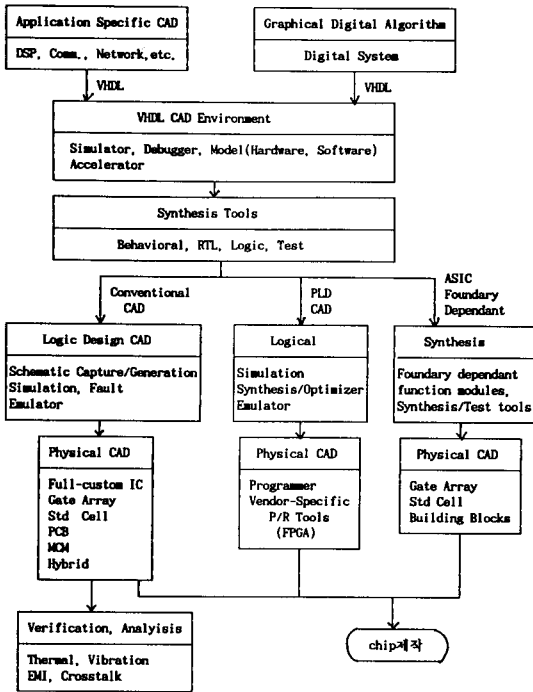 Application Specific CAD
DSP, Comm., Network,etc.
Graphical Digital Algorithm
Digital System
VHDL
VHDL
VHDL CAD Environment
Simulator, Debugger, Model(Hardware, Software)
Accelerator
Synthesis Tools
Behavioral, RTL, Logic, Test
Conventional
CAD
PLD
CAD
ASIC
Foundary
Dependant
Logic Design CAD
Schematic Capture/Generation
Simulation, Fault
Emulator
Logical
Simulation
Synthesis/Optimizer
Emulator
Synthesis
Foundary dependant
function modules,
Synthesis/Test tools
Physical CAD
Full-custom IC
Gate Array
Std Cell
PCB
MCM
Hybrid
Physical CAD
Programmer
Vendor-Specific
P/R Tools
(FPGA)
Physical CAD
Gate Array
Std Cell
Building Blocks
Verification, Analyisis
Thermal, Vibration
EMI, Crosstalk
chip제작